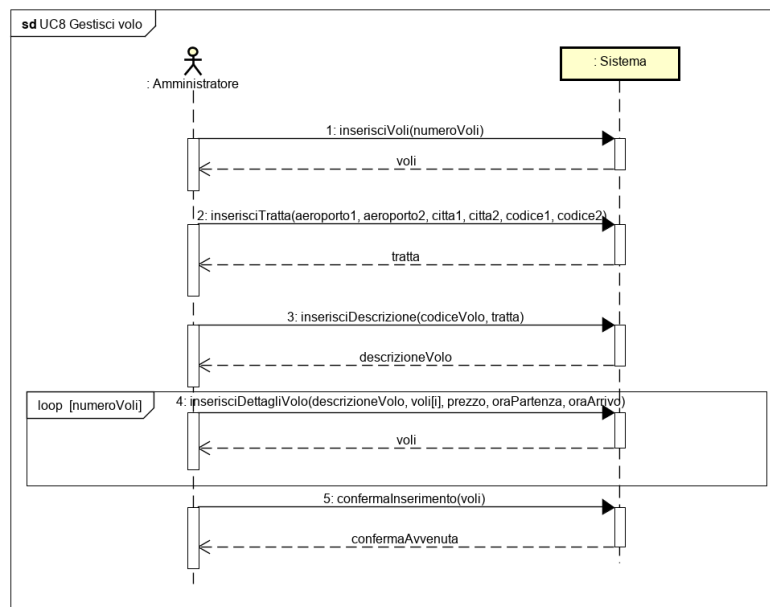 sd UC8 Gestisci volo
: Amministratore
: Sistema
1: inserisciVoli(numeroVoli)
voli
2: inserisciTratta(aeroporto1, aeroporto2, citta1, citta2, codice1, codice2)
tratta
3: inserisciDescrizione(codiceVolo, tratta)
descrizioneVolo
loop [numeroVoli]
4: inserisciDettagliVolo(descrizioneVolo, voli[i], prezzo, oraPartenza, oraArrivo)
voli
5: confermaInserimento(voli)
confermaAvvenuta